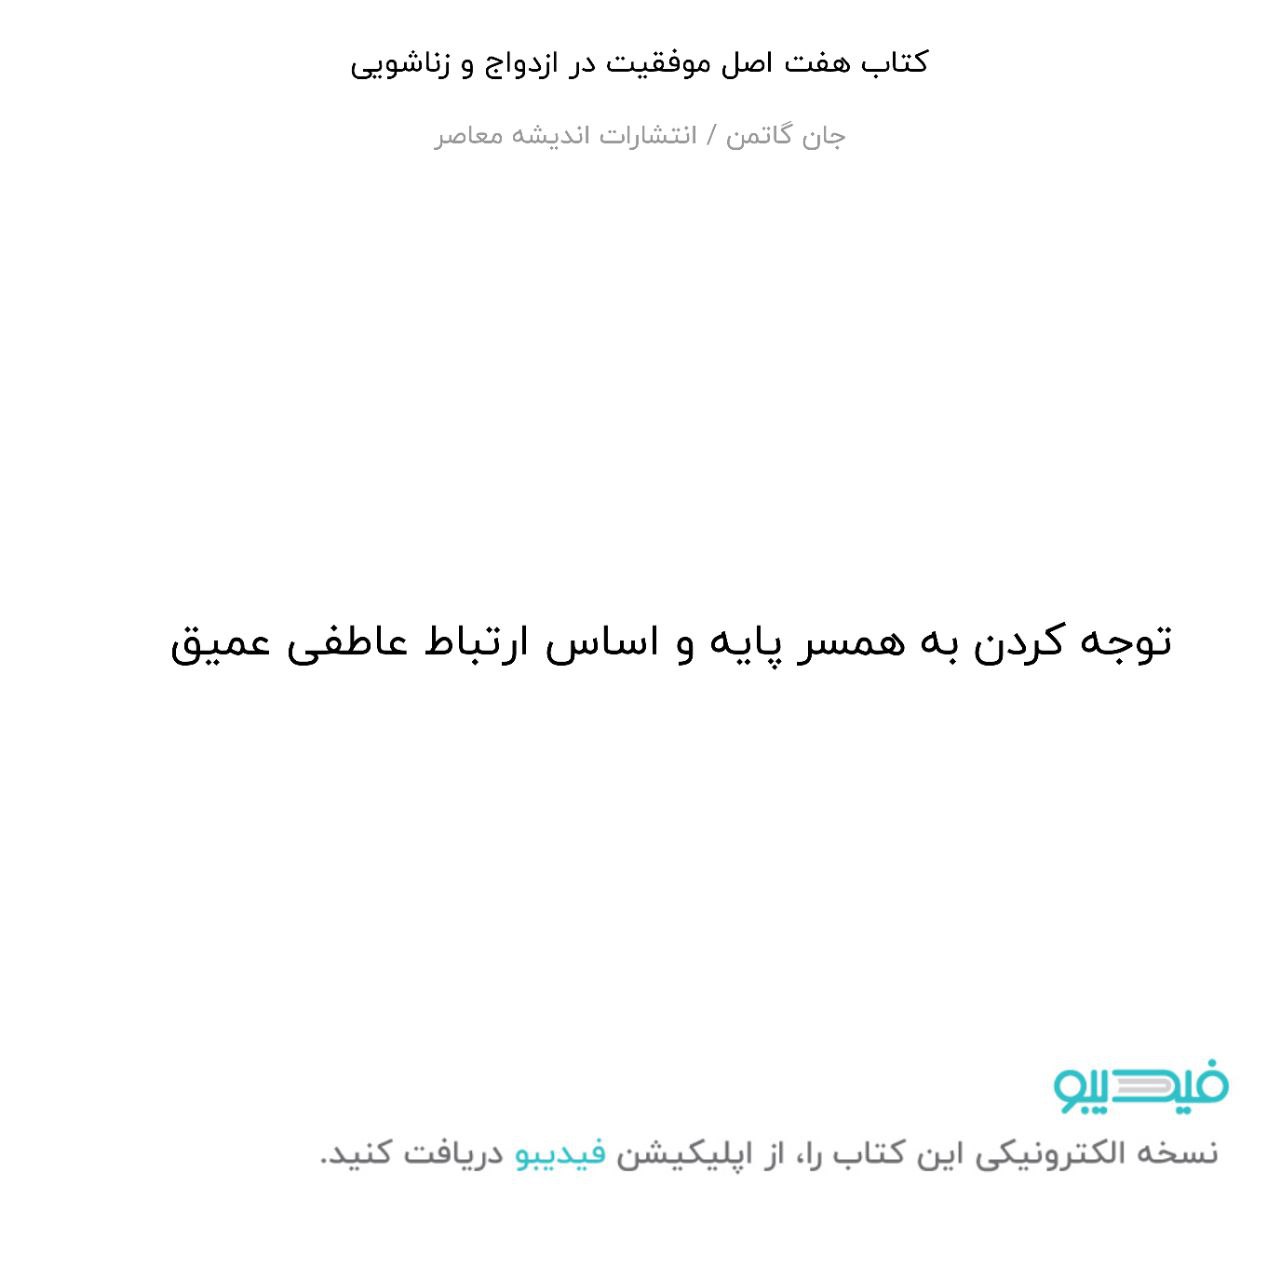 کتاب هفت اصل موفقیت در ازدواج و زناشویی
جان گاتمن / انتشارات اندیشه معاصر
توجه کردن به همسر پایه و اساس ارتباط عاطفی عمیق
فیدیبو
نسخه الکترونیکی این کتاب را، از اپلیکیشن فیدیبو دریافت کنید.